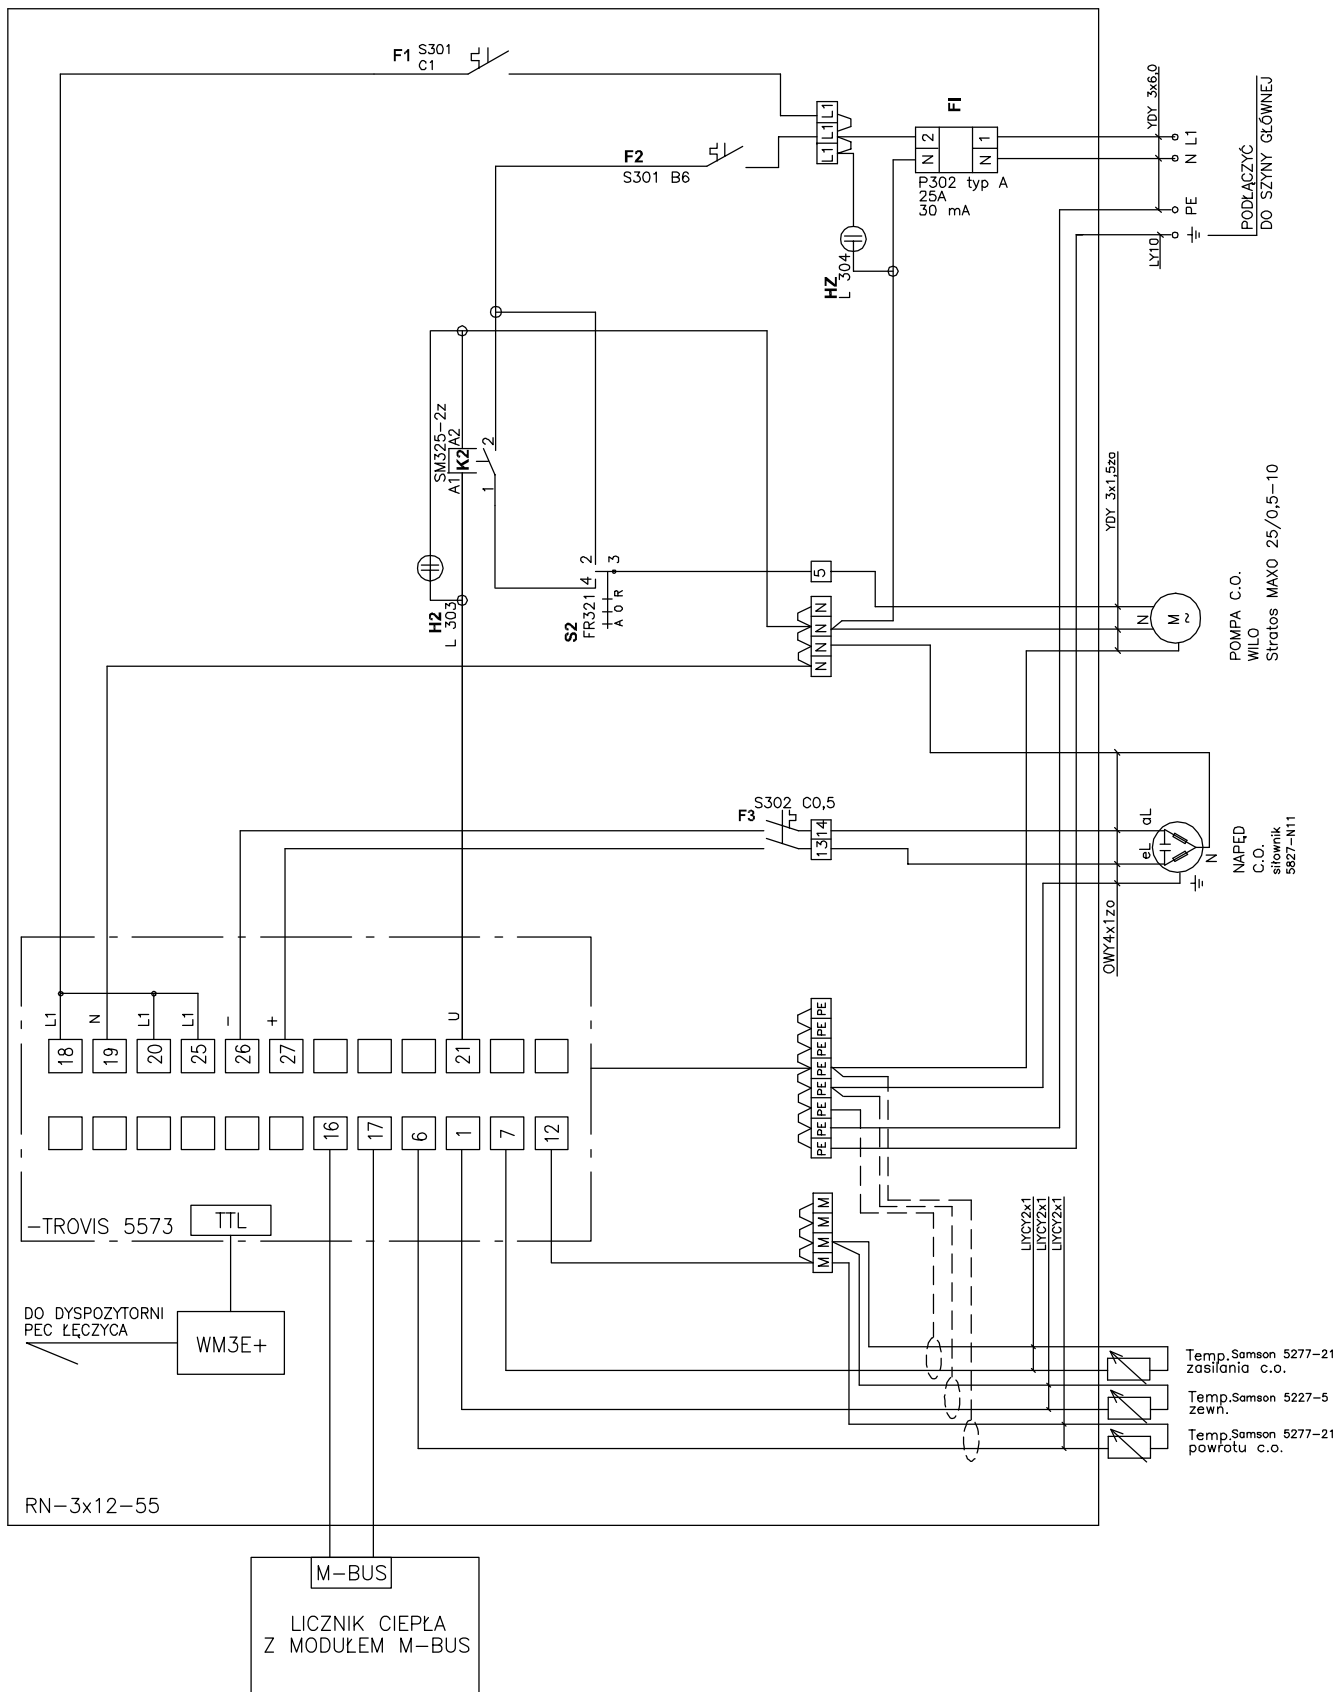 F1 S301
C1
F2
S301 B6
L1
L1
L1
FI
2
1
N
N
P302 typ A
25A
30 mA
YDY 3x6,0
L1
N
PE
LY10
PODŁĄCZYĆ
DO SZYNY GŁÓWNEJ
HZ
L 304
SM325-2z
A1
K2
A2
1
2
H2
L 303
S2
FR321
4
2
3
A O R
5
N
N
N
N
YDY 3x1,5żo
N
M
~
POMPA C.O.
WILO
Stratos MAXO 25/0,5-10
F3
S302 C0,5
13
14
eL
aL
N
NAPĘD
C.O.
siłownik
5827-N11
OWY4x1żo
L1
N
L1
L1
-
+
U
18
19
20
25
26
27
21
16
17
6
1
7
12
PE
PE
PE
PE
PE
PE
PE
PE
M
M
M
M
-TROVIS 5573
TTL
DO DYSPOZYTORNI
PEC ŁĘCZYCA
WM3E+
LIYCY2x1
LIYCY2x1
LIYCY2x1
Temp.Samson 5277-21
zasilania c.o.
Temp.Samson 5227-5
zewn.
Temp.Samson 5277-21
powrotu c.o.
RN-3x12-55
M-BUS
LICZNIK CIEPŁA
Z MODUŁEM M-BUS